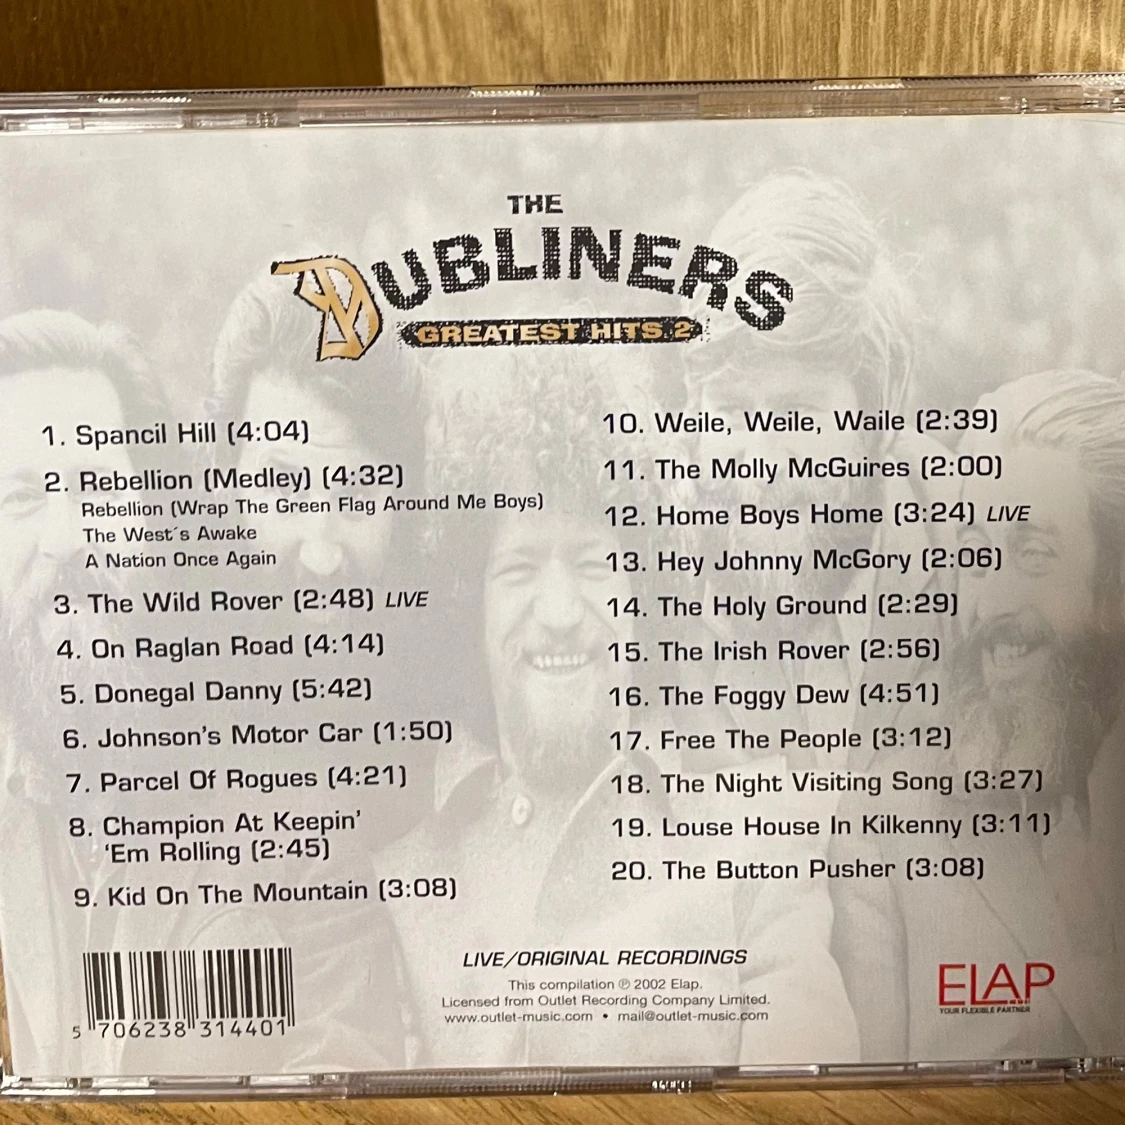 THE
DUBLINERS
GREATEST HITS 2
1. Spancil Hill (4:04)
2. Rebellion (Medley) (4:32)
Rebellion (Wrap The Green Flag Around Me Boys)
The West´s Awake
A Nation Once Again
3. The Wild Rover (2:48) LIVE
4. On Raglan Road (4:14)
5. Donegal Danny (5:42)
6. Johnson's Motor Car (1:50)
7. Parcel Of Rogues (4:21)
8. Champion At Keepin'
'Em Rolling (2:45)
9. Kid On The Mountain (3:08)
10. Weile, Weile, Waile (2:39)
11. The Molly McGuires (2:00)
12. Home Boys Home (3:24) LIVE
13. Hey Johnny McGory (2:06)
14. The Holy Ground (2:29)
15. The Irish Rover (2:56)
16. The Foggy Dew (4:51)
17. Free The People (3:12)
18. The Night Visiting Song (3:27)
19. Louse House In Kilkenny (3:11)
20. The Button Pusher (3:08)
5 706238 314401
LIVE/ORIGINAL RECORDINGS
This compilation ℗ 2002 Elap.
Licensed from Outlet Recording Company Limited.
www.outlet-music.com • mail@outlet-music.com
ELAP
YOUR FLEXIBLE PARTNER